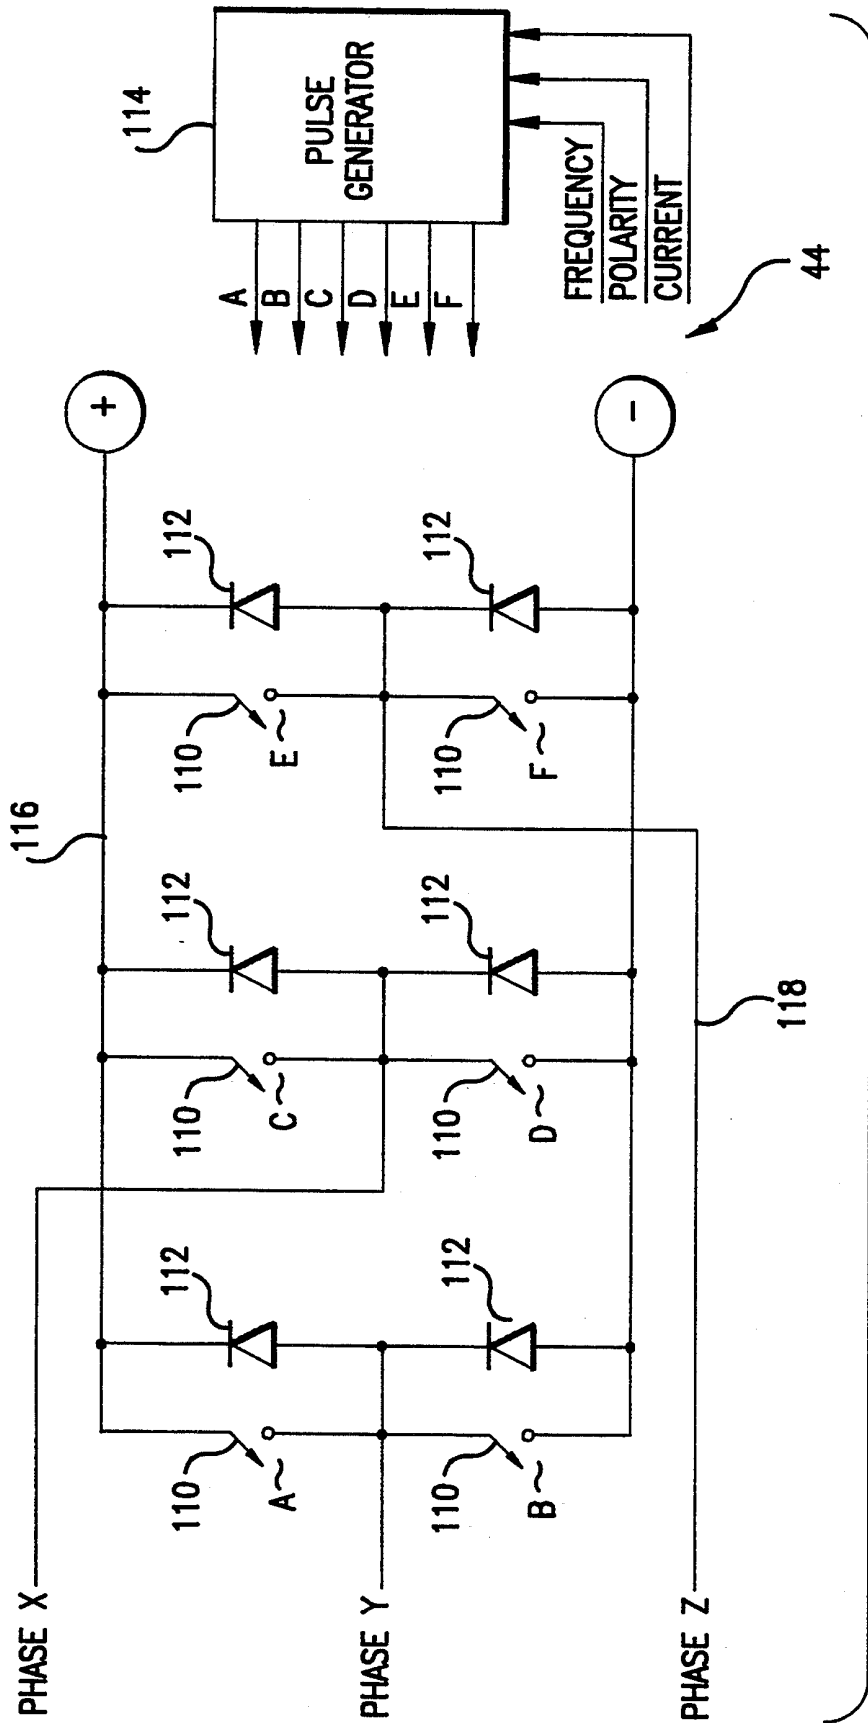 PHASE X
PHASE Y
PHASE Z
110
A
112
110
B
112
110
C
112
110
D
112
116
110
E
112
110
F
112
118
+
-
A
B
C
D
E
F
114
PULSE
GENERATOR
FREQUENCY
POLARITY
CURRENT
44